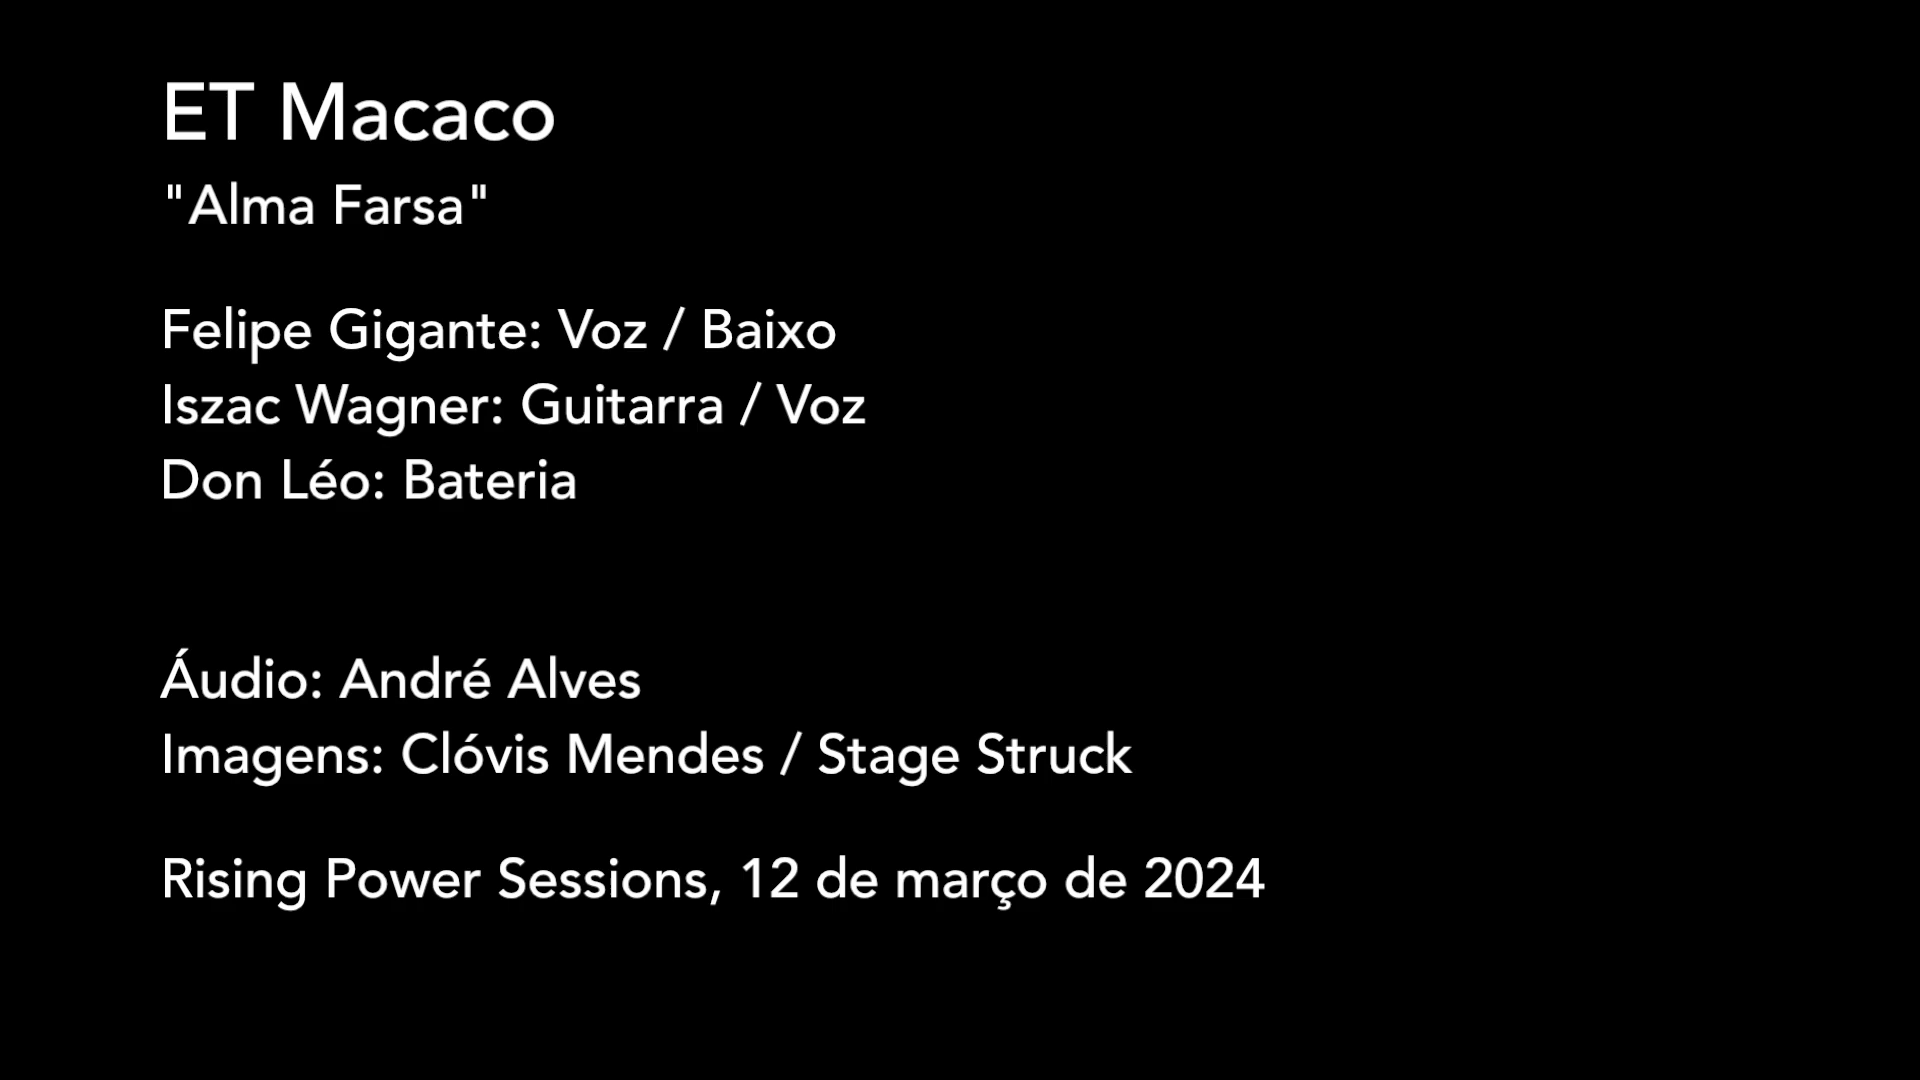 ET Macaco
"Alma Farsa"
Felipe Gigante: Voz / Baixo
Iszac Wagner: Guitarra / Voz
Don Léo: Bateria
Áudio: André Alves
Imagens: Clóvis Mendes / Stage Struck
Rising Power Sessions, 12 de março de 2024